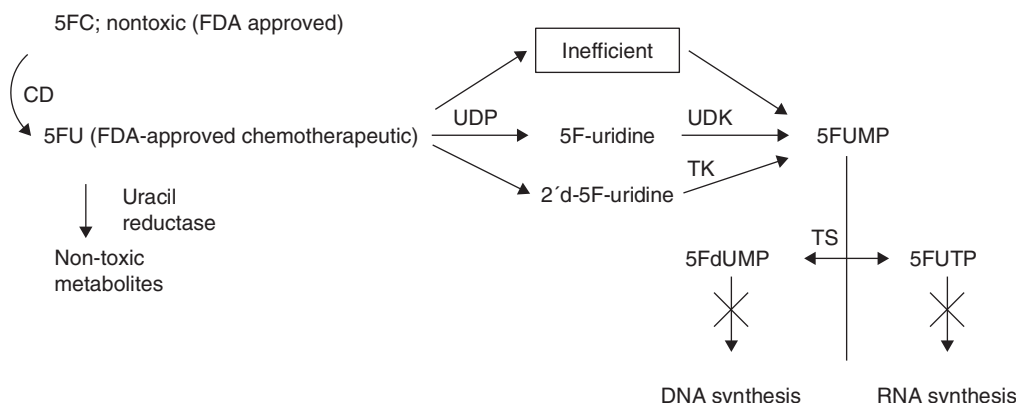 5FC; nontoxic (FDA approved)
CD
Inefficient
5FU (FDA-approved chemotherapeutic)
UDP
5F-uridine
UDK
5FUMP
TK
2´d-5F-uridine
Uracil
reductase
Non-toxic
metabolites
TS
5FdUMP
5FUTP
DNA synthesis
RNA synthesis